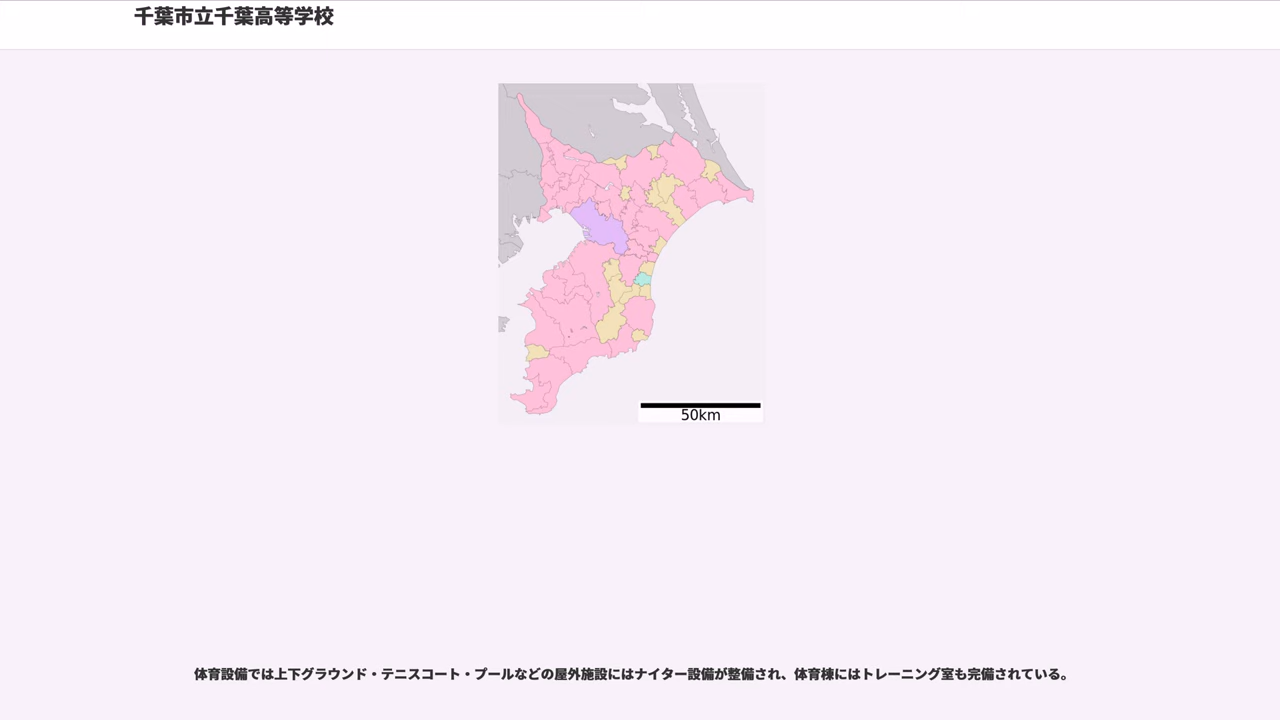 千葉市立千葉高等学校
50km
体育設備では上下グラウンド・テニスコート・プールなどの屋外施設にはナイター設備が整備され、体育棟にはトレーニング室も完備されている。